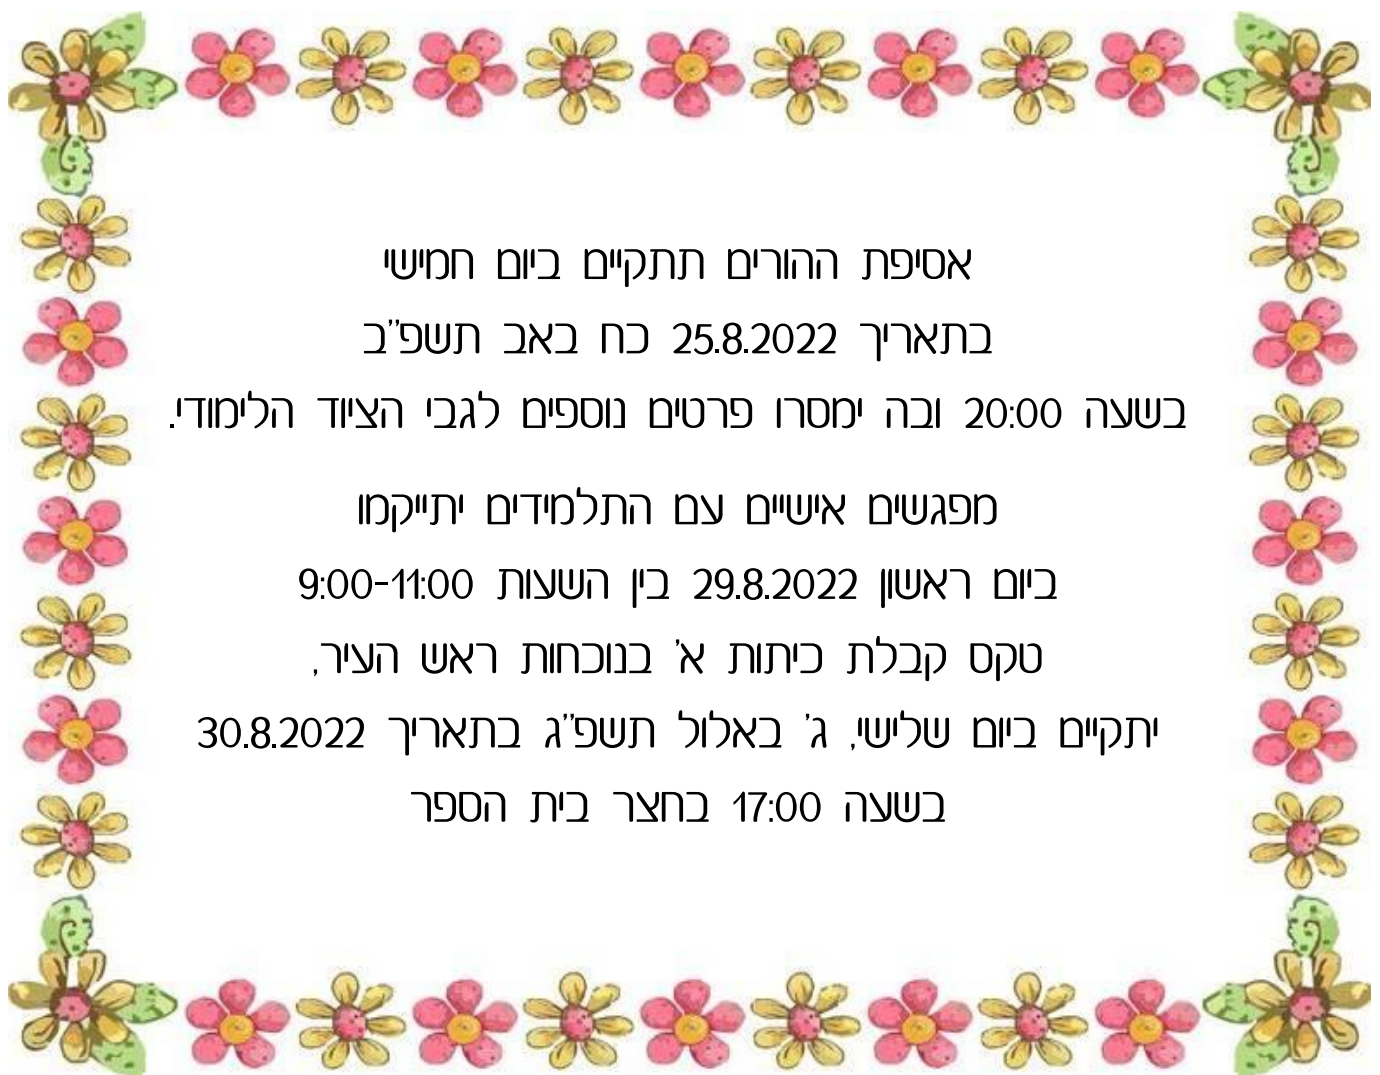 אסיפת ההורים תתקיים ביום חמישי
בתאריך 25.8.2022 כח באב תשפ"ב
בשעה 20:00 ובה ימסרו פרטים נוספים לגבי הציוד הלימודי.
מפגשים אישיים עם התלמידים יתייקמו
ביום ראשון 29.8.2022 בין השעות 9:00-11:00
טקס קבלת כיתות א' בנוכחות ראש העיר,
יתקיים ביום שלישי, ג' באלול תשפ"ג בתאריך 30.8.2022
בשעה 17:00 בחצר בית הספר